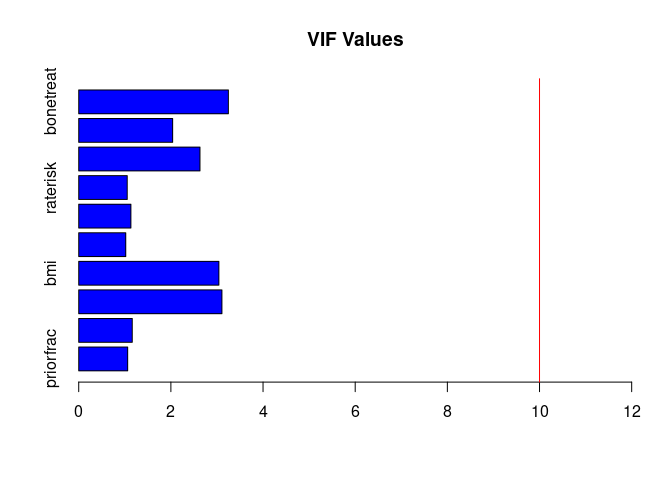 VIF Values
bonetreat
raterisk
bmi
priorfrac
0 2 4 6 8 10 12